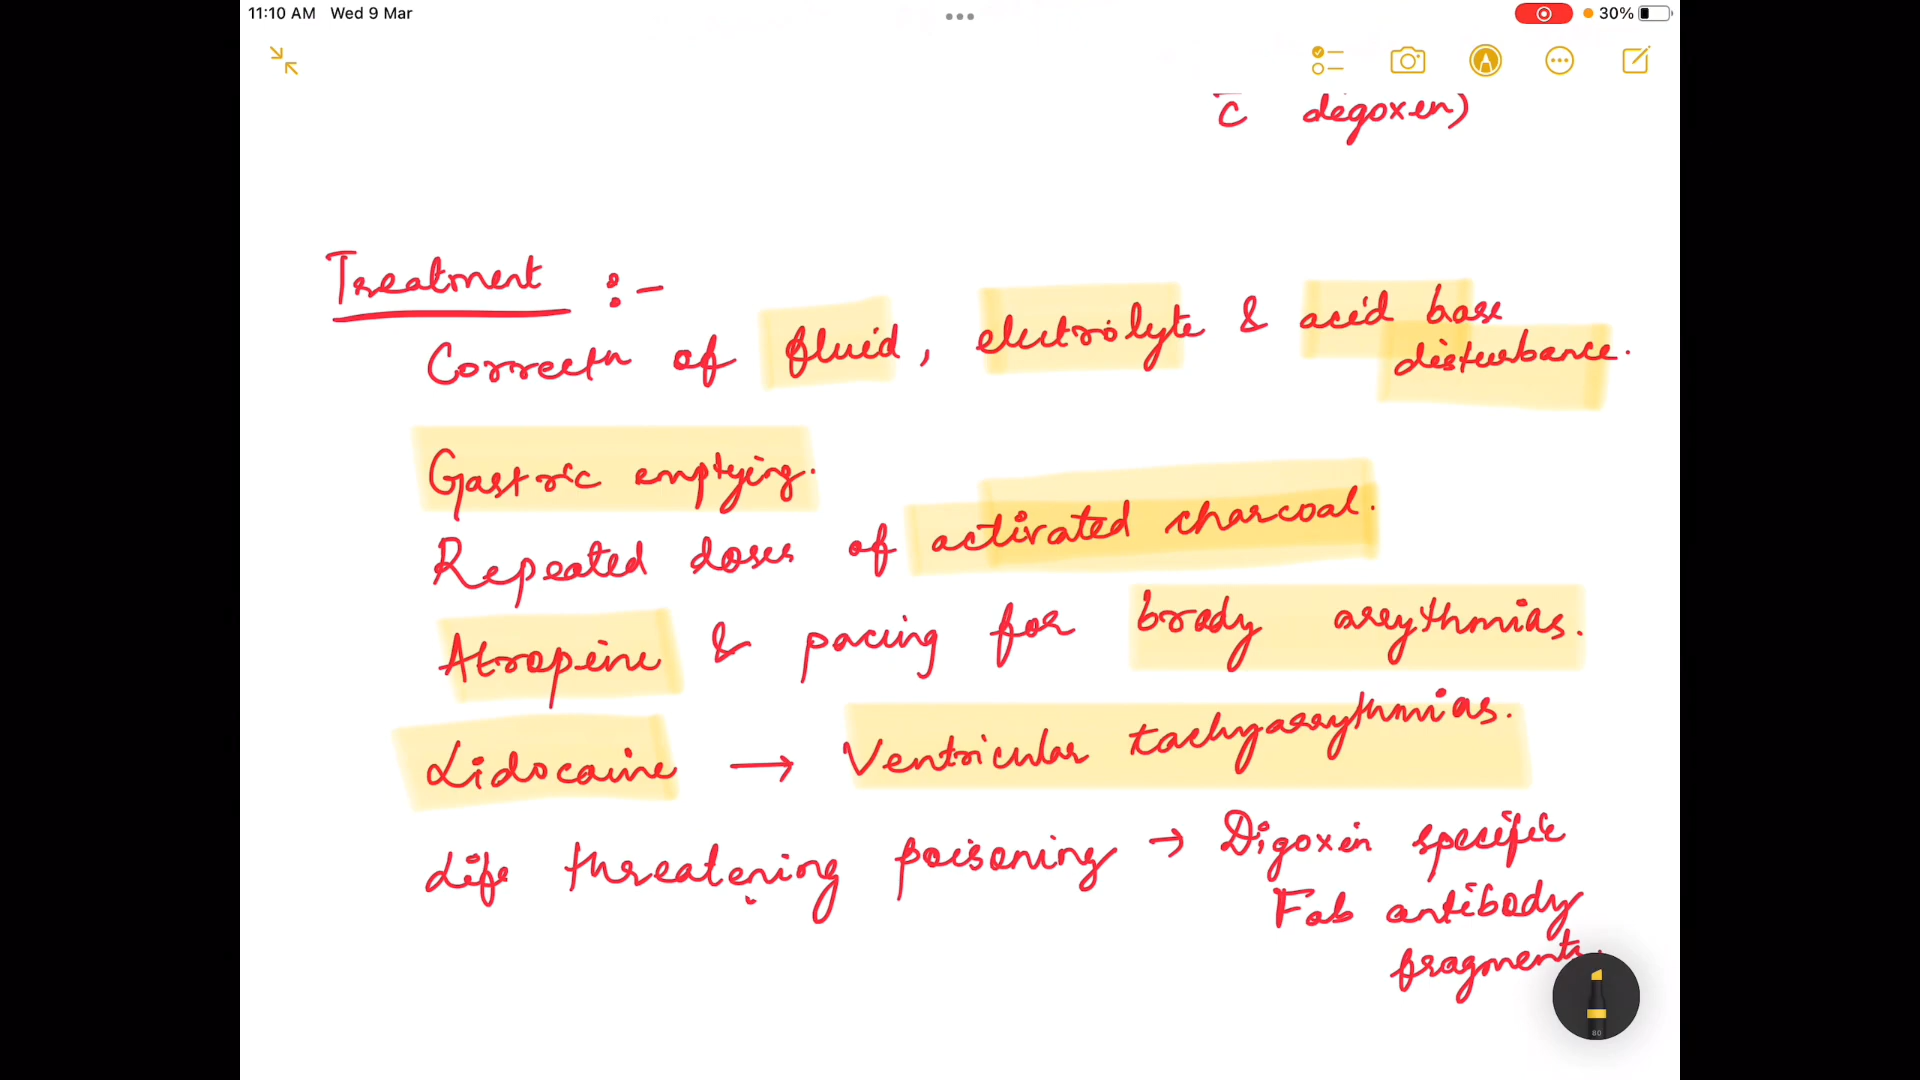 11:10 AM Wed 9 Mar
30%
c̄ digoxin)
Treatment :-
Correctn of fluid, electrolyte & acid base
disturbance.
Gastric emptying.
Repeated doses of activated charcoal.
Atropine & pacing for brady arrythmias.
Lidocaine → Ventricular tachyarrythmias.
Life threatening poisoning → Digoxin specific
Fab antibody
fragments.
80